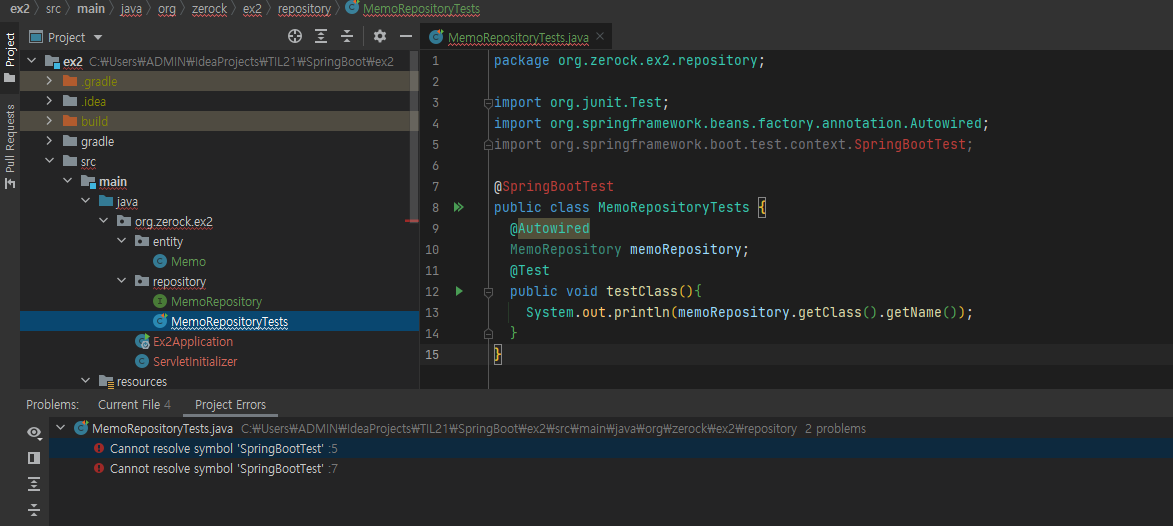 ex2 〉 src 〉 main 〉 java 〉 org 〉 zerock 〉 ex2 〉 repository 〉 MemoRepositoryTests
Project
Pull Requests
Project
ex2 C:₩Users₩ADMIN₩IdeaProjects₩TIL21₩SpringBoot₩ex2
.gradle
.idea
build
gradle
src
main
java
org.zerock.ex2
entity
Memo
repository
MemoRepository
MemoRepositoryTests
Ex2Application
ServletInitializer
resources
MemoRepositoryTests.java
1 package org.zerock.ex2.repository;
2
3 import org.junit.Test;
4 import org.springframework.beans.factory.annotation.Autowired;
5 import org.springframework.boot.test.context.SpringBootTest;
6
7 @SpringBootTest
8 public class MemoRepositoryTests {
9 @Autowired
10 MemoRepository memoRepository;
11 @Test
12 public void testClass(){
13 System.out.println(memoRepository.getClass().getName());
14 }
15 }
Problems: Current File 4 Project Errors
MemoRepositoryTests.java C:₩Users₩ADMIN₩IdeaProjects₩TIL21₩SpringBoot₩ex2₩src₩main₩java₩org₩zerock₩ex2₩repository 2 problems
Cannot resolve symbol 'SpringBootTest' :5
Cannot resolve symbol 'SpringBootTest' :7